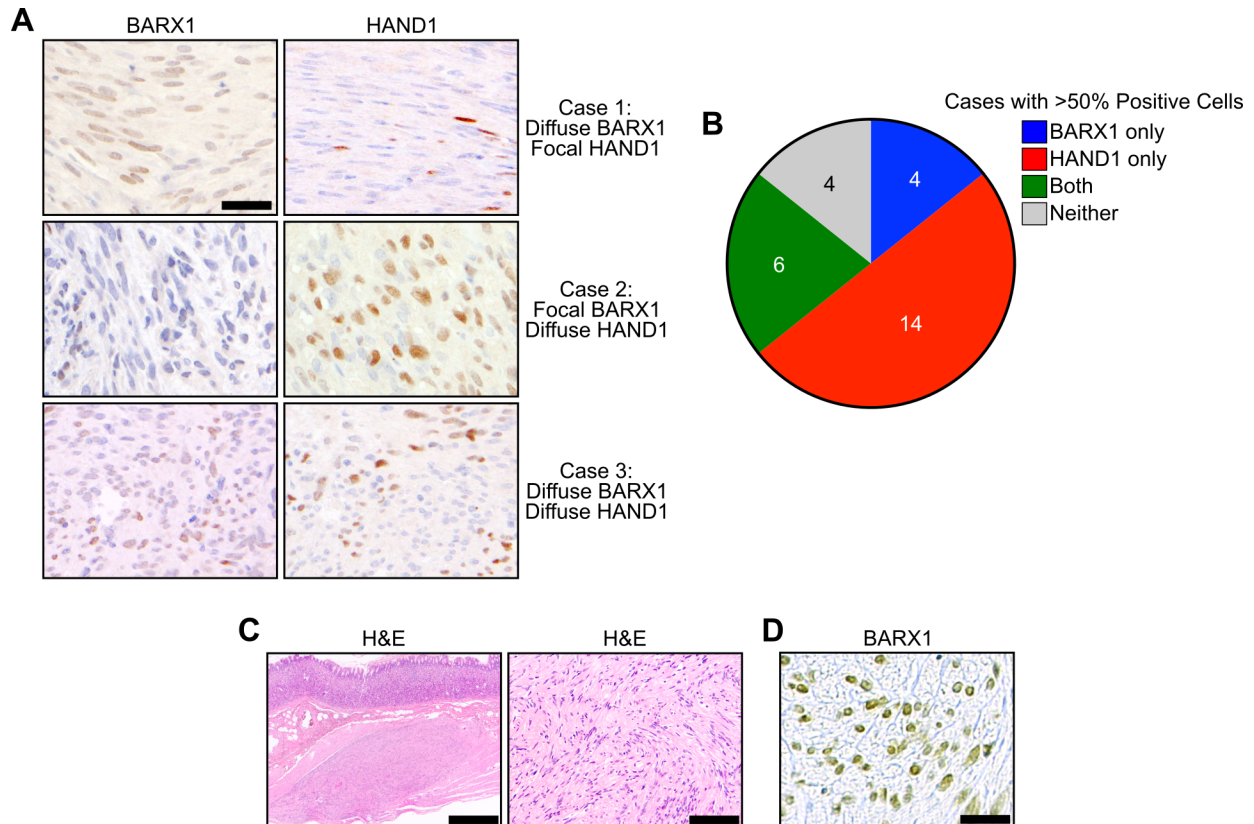 A
BARX1
HAND1
Case 1:
Diffuse BARX1
Focal HAND1
Case 2:
Focal BARX1
Diffuse HAND1
Case 3:
Diffuse BARX1
Diffuse HAND1
B
Cases with >50% Positive Cells
BARX1 only
HAND1 only
Both
Neither
4
4
6
14
C
H&E
H&E
D
BARX1